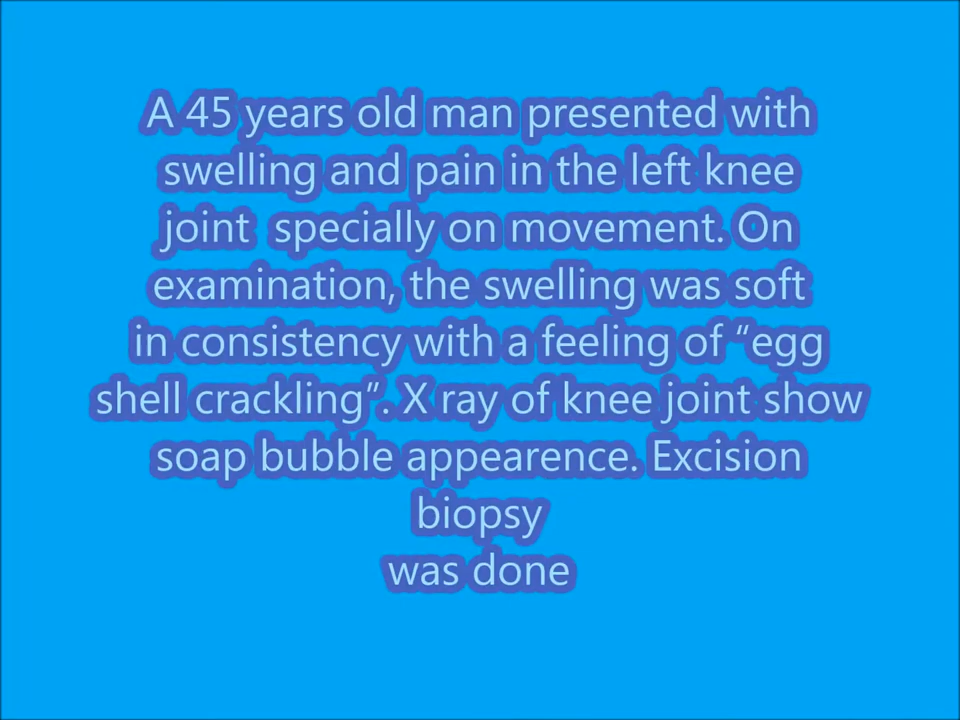 A 45 years old man presented with
swelling and pain in the left knee
joint  specially on movement. On
examination, the swelling was soft
in consistency with a feeling of “egg
shell crackling”. X ray of knee joint show
soap bubble appearence. Excision
biopsy
was done